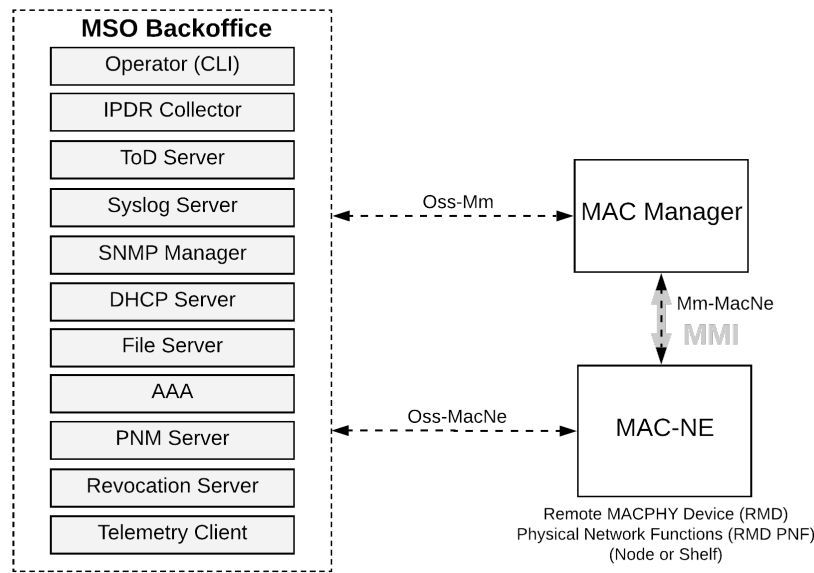 MSO Backoffice
Operator (CLI)
IPDR Collector
ToD Server
Syslog Server
SNMP Manager
DHCP Server
File Server
AAA
PNM Server
Revocation Server
Telemetry Client
Oss-Mm
MAC Manager
Mm-MacNe
MMI
Oss-MacNe
MAC-NE
Remote MACPHY Device (RMD)
Physical Network Functions (RMD PNF)
(Node or Shelf)